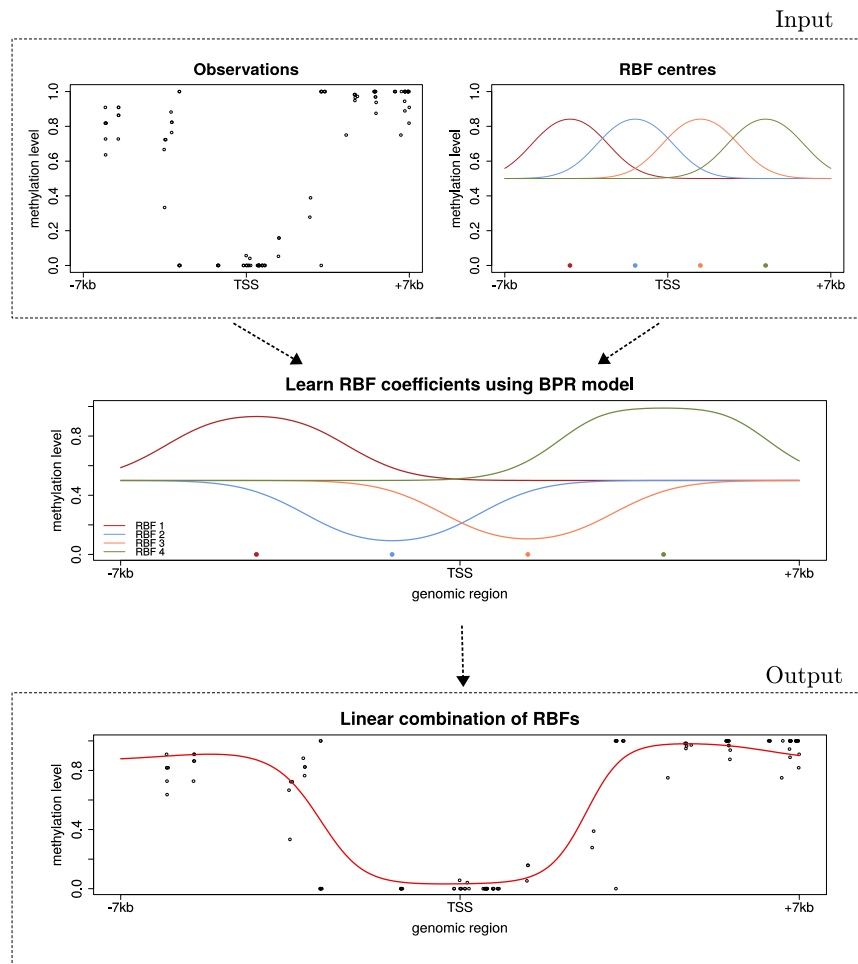 Input
Observations
methylation level
0.0 0.2 0.4 0.6 0.8 1.0
-7kb TSS +7kb
RBF centres
methylation level
0.0 0.2 0.4 0.6 0.8 1.0
-7kb TSS +7kb
Learn RBF coefficients using BPR model
methylation level
0.0 0.4 0.8
RBF 1
RBF 2
RBF 3
RBF 4
-7kb TSS +7kb
genomic region
Output
Linear combination of RBFs
methylation level
0.0 0.4 0.8
-7kb TSS +7kb
genomic region